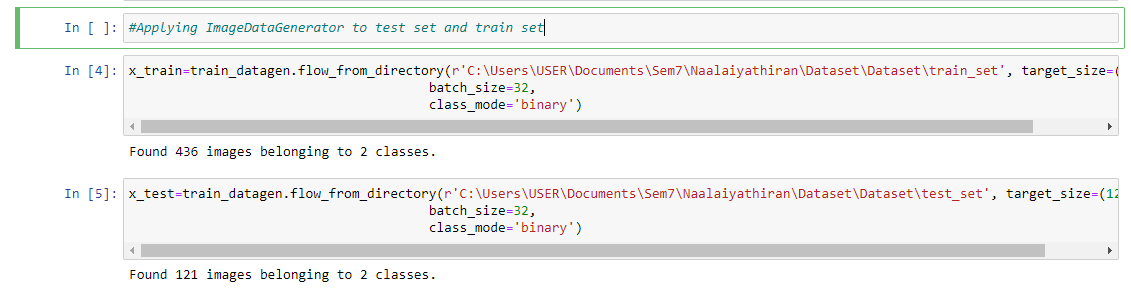 In [ ]: #Applying ImageDataGenerator to test set and train set
In [4]: x_train=train_datagen.flow_from_directory(r'C:\Users\USER\Documents\Sem7\Naalaiyathiran\Dataset\Dataset\train_set', target_size=(
batch_size=32,
class_mode='binary')
Found 436 images belonging to 2 classes.
In [5]: x_test=train_datagen.flow_from_directory(r'C:\Users\USER\Documents\Sem7\Naalaiyathiran\Dataset\Dataset\test_set', target_size=(12
batch_size=32,
class_mode='binary')
Found 121 images belonging to 2 classes.